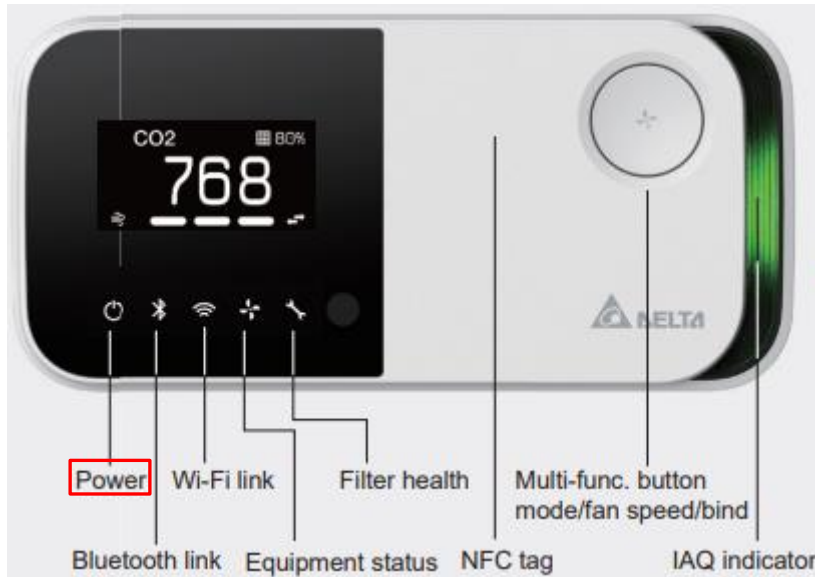 CO2 80%
768
DELTA
Power Wi-Fi link Filter health Multi-func. button
mode/fan speed/bind
Bluetooth link Equipment status NFC tag IAQ indicator